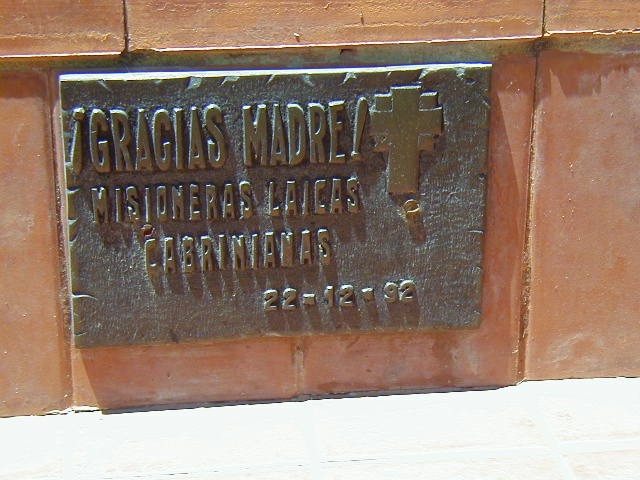 ¡GRACIAS MADRE!
MISIONERAS LAICAS
CABRINIANAS
22-12-92